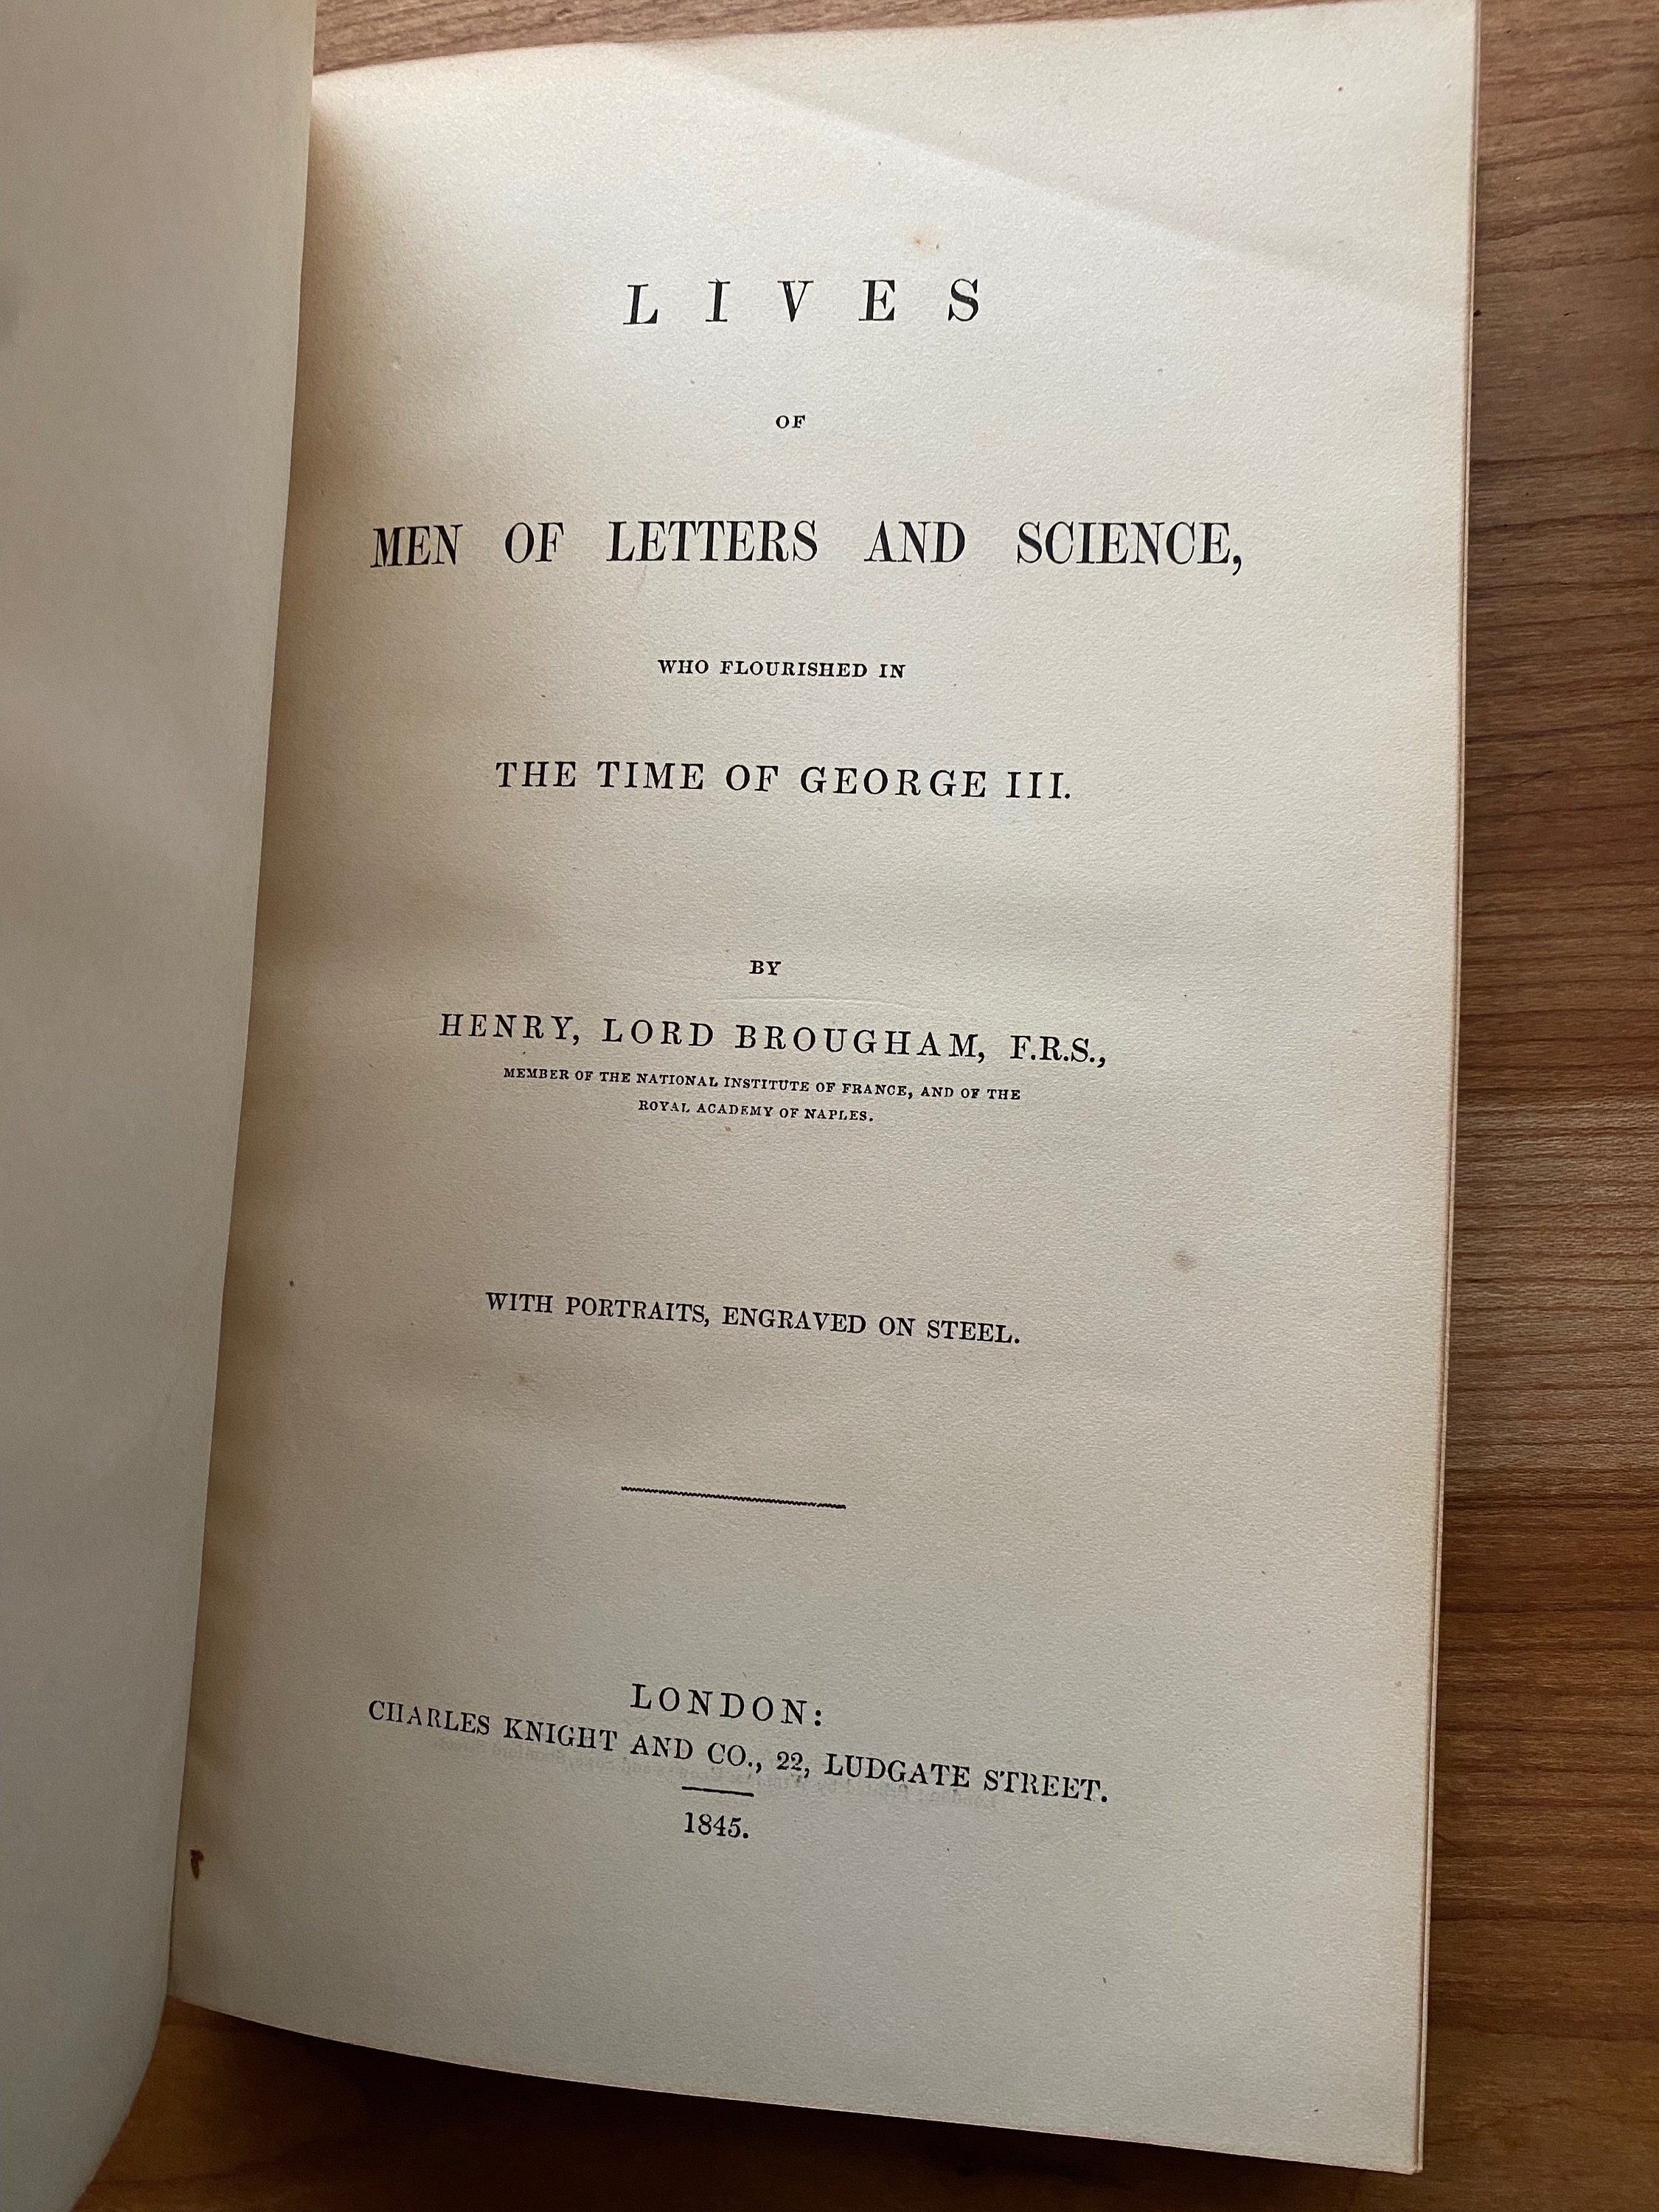 LIVES
OF
MEN OF LETTERS AND SCIENCE,
WHO FLOURISHED IN
THE TIME OF GEORGE III.
BY
HENRY, LORD BROUGHAM, F.R.S.,
MEMBER OF THE NATIONAL INSTITUTE OF FRANCE, AND OF THE
ROYAL ACADEMY OF NAPLES.
WITH PORTRAITS, ENGRAVED ON STEEL.
LONDON:
CHARLES KNIGHT AND CO., 22, LUDGATE STREET.
1845.